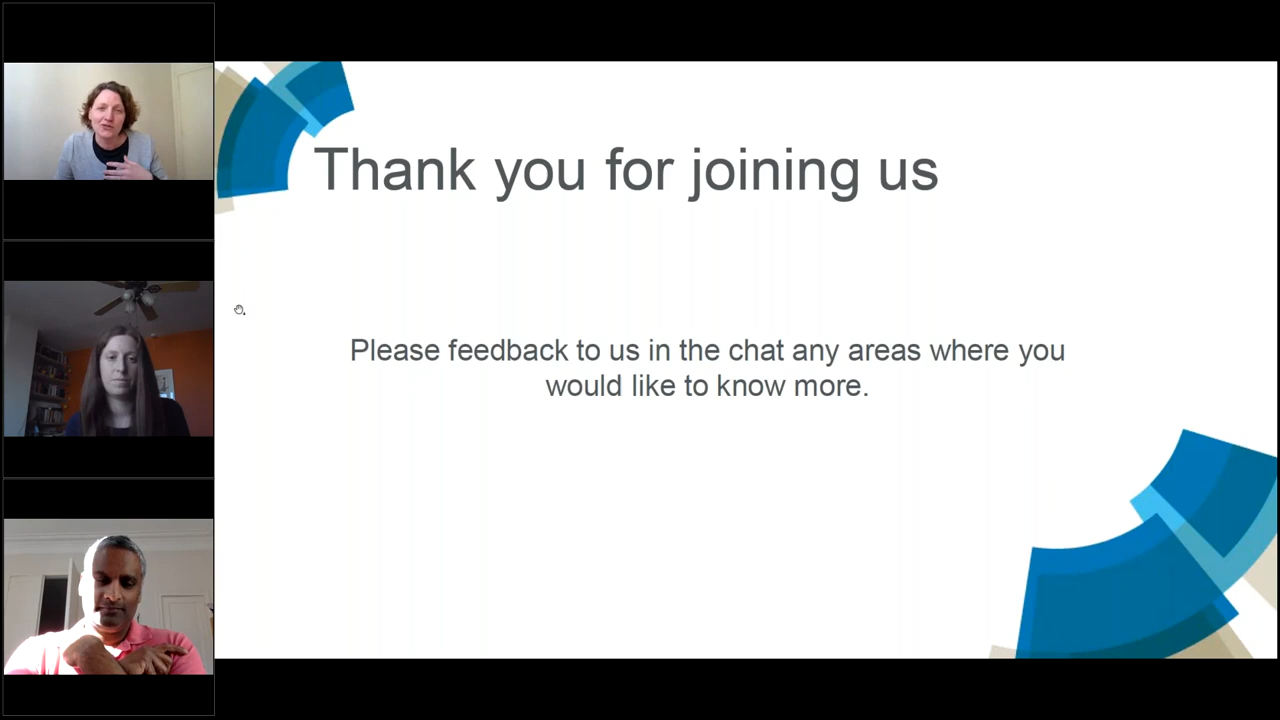 Thank you for joining us
Please feedback to us in the chat any areas where you
would like to know more.